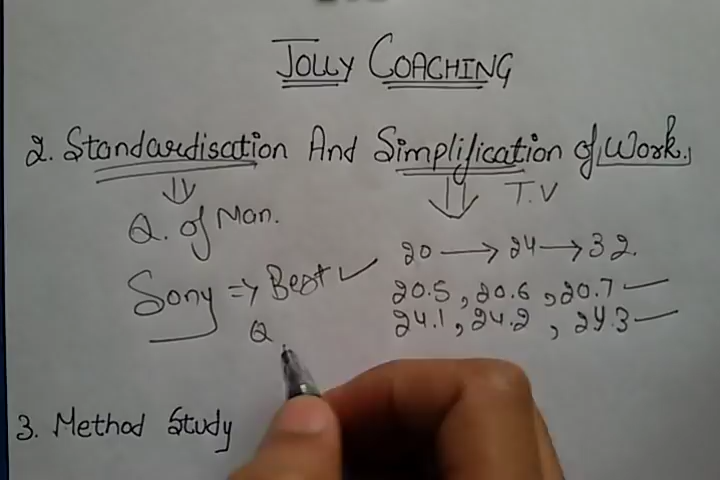 JOLLY COACHING
2. Standardisation And Simplification of Work.
T.V
Q. of Man.
20 → 24 → 32.
Sony => Best ✓
20.5, 20.6, 20.7 —
24.1, 24.2, 24.3 —
Q
3. Method Study